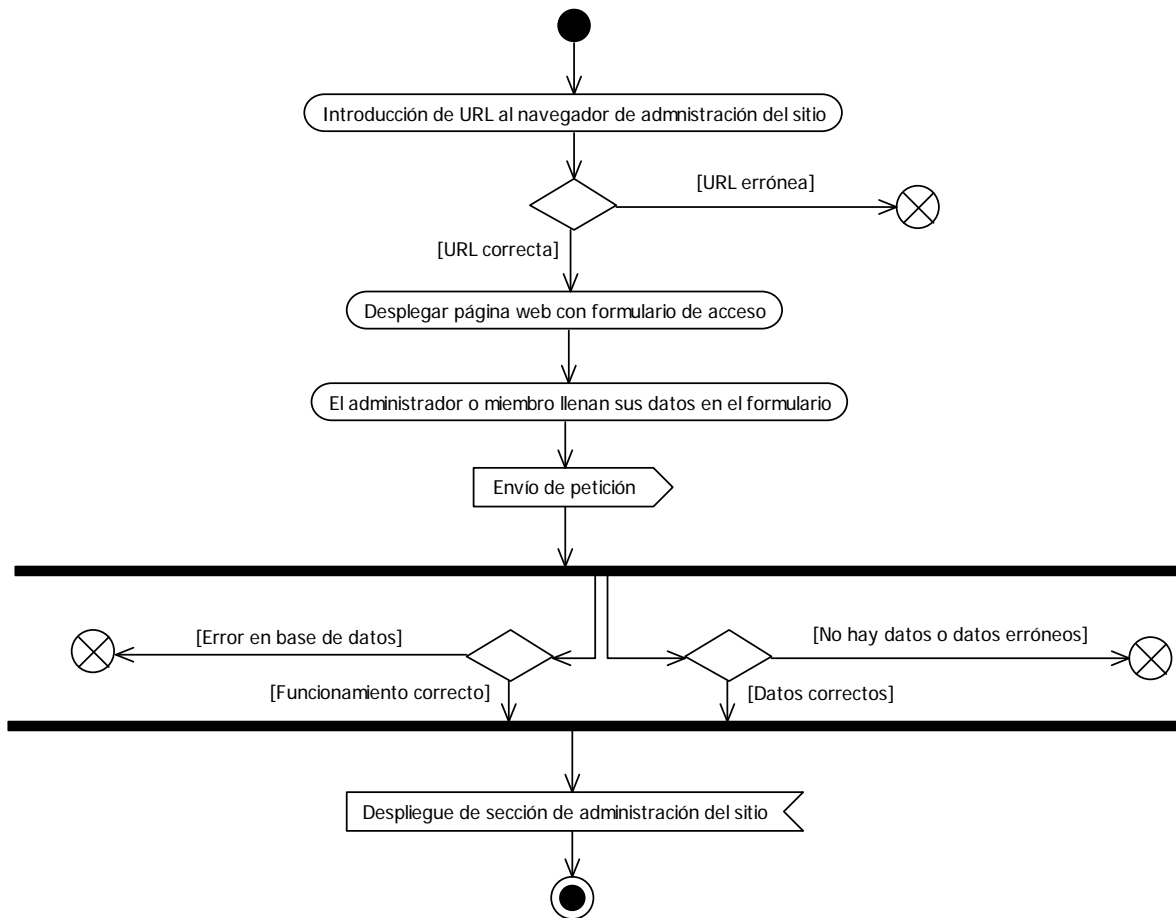 Introducción de URL al navegador de admnistración del sitio
[URL errónea]
[URL correcta]
Desplegar página web con formulario de acceso
El administrador o miembro llenan sus datos en el formulario
Envío de petición
[Error en base de datos]
[No hay datos o datos erróneos]
[Funcionamiento correcto]
[Datos correctos]
Despliegue de sección de administración del sitio